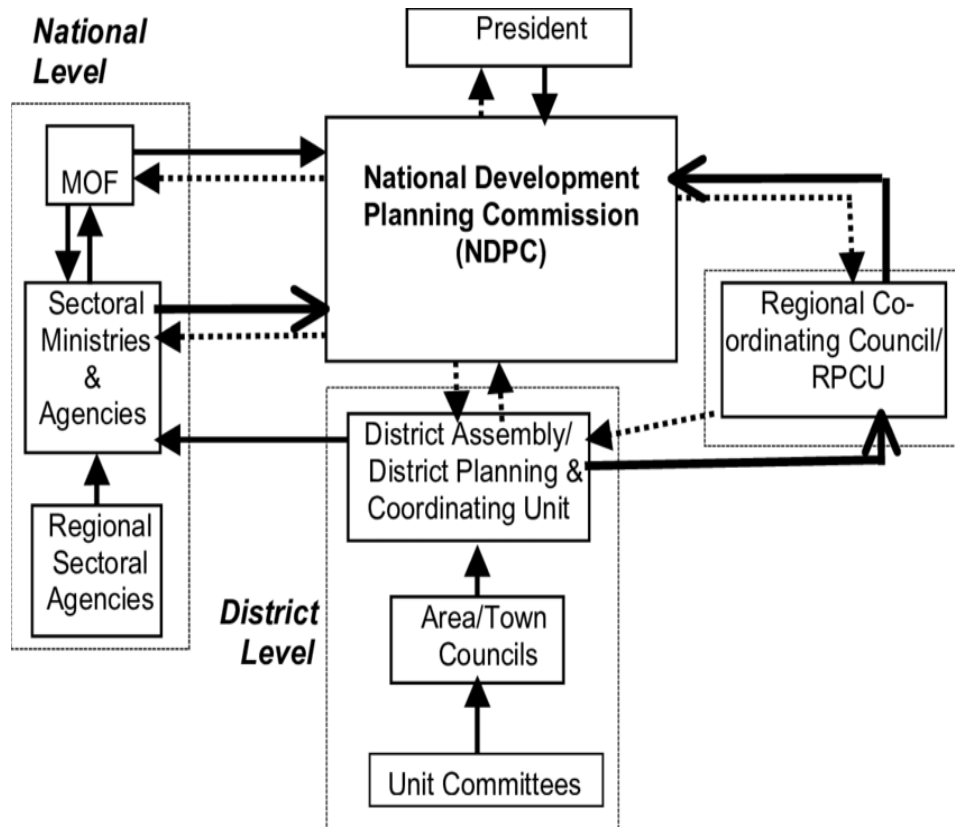 National
Level
President
MOF
National Development
Planning Commission
(NDPC)
Sectoral
Ministries
&
Agencies
Regional Co-
ordinating Council/
RPCU
District Assembly/
District Planning &
Coordinating Unit
Regional
Sectoral
Agencies
District
Level
Area/Town
Councils
Unit Committees